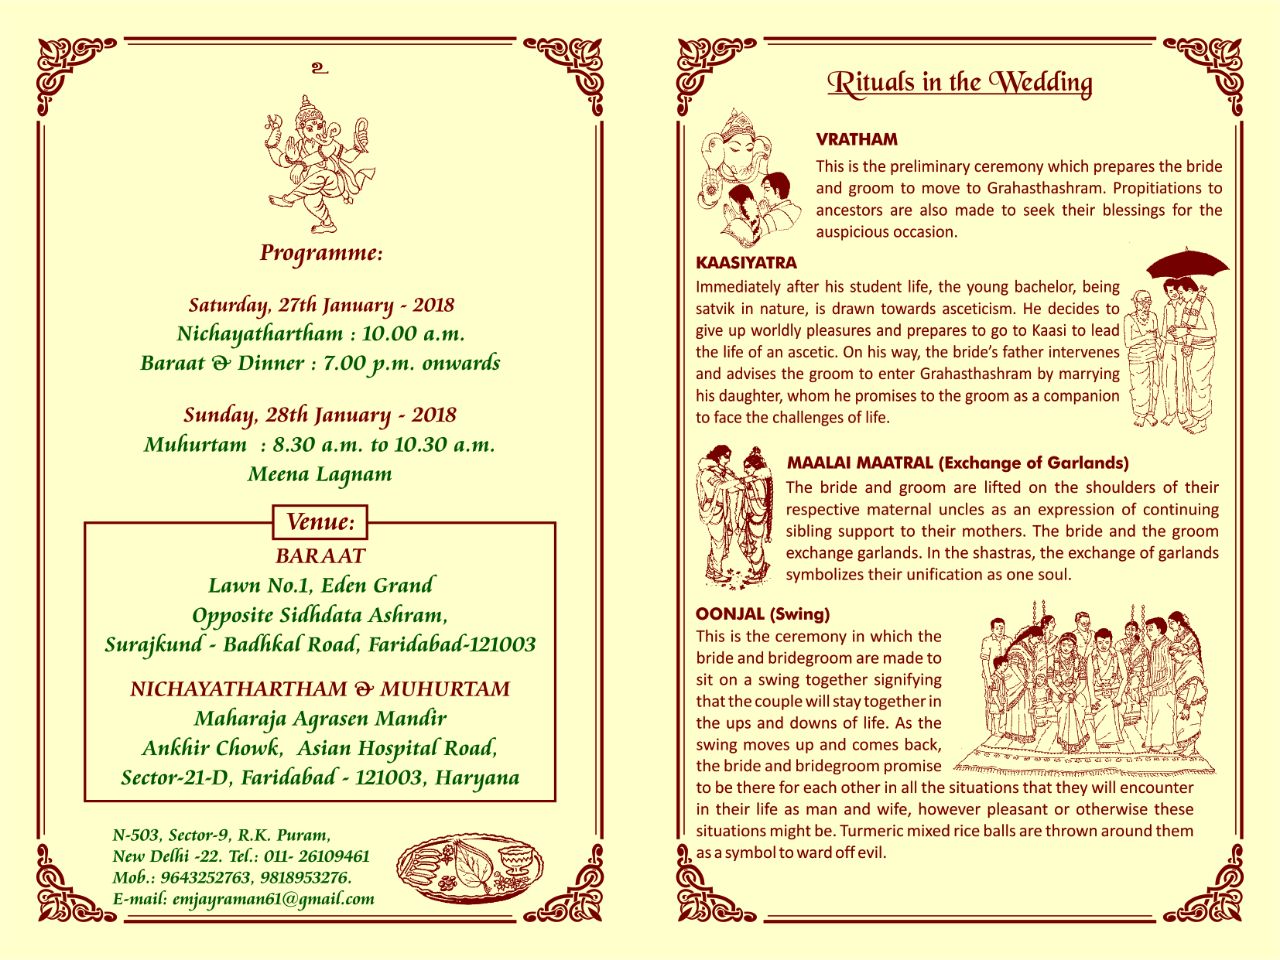 உ
Programme:
Saturday, 27th January - 2018
Nichayathartham : 10.00 a.m.
Baraat & Dinner : 7.00 p.m. onwards
Sunday, 28th January - 2018
Muhurtam : 8.30 a.m. to 10.30 a.m.
Meena Lagnam
Venue:
BARAAT
Lawn No.1, Eden Grand
Opposite Sidhdata Ashram,
Surajkund - Badhkal Road, Faridabad-121003
NICHAYATHARTHAM & MUHURTAM
Maharaja Agrasen Mandir
Ankhir Chowk, Asian Hospital Road,
Sector-21-D, Faridabad - 121003, Haryana
N-503, Sector-9, R.K. Puram,
New Delhi -22. Tel.: 011- 26109461
Mob.: 9643252763, 9818953276.
E-mail: emjayraman61@gmail.com
Rituals in the Wedding
VRATHAM
This is the preliminary ceremony which prepares the bride
and groom to move to Grahasthashram. Propitiations to
ancestors are also made to seek their blessings for the
auspicious occasion.
KAASIYATRA
Immediately after his student life, the young bachelor, being
satvik in nature, is drawn towards asceticism. He decides to
give up worldly pleasures and prepares to go to Kaasi to lead
the life of an ascetic. On his way, the bride's father intervenes
and advises the groom to enter Grahasthashram by marrying
his daughter, whom he promises to the groom as a companion
to face the challenges of life.
MAALAI MAATRAL (Exchange of Garlands)
The bride and groom are lifted on the shoulders of their
respective maternal uncles as an expression of continuing
sibling support to their mothers. The bride and the groom
exchange garlands. In the shastras, the exchange of garlands
symbolizes their unification as one soul.
OONJAL (Swing)
This is the ceremony in which the
bride and bridegroom are made to
sit on a swing together signifying
that the couple will stay together in
the ups and downs of life. As the
swing moves up and comes back,
the bride and bridegroom promise
to be there for each other in all the situations that they will encounter
in their life as man and wife, however pleasant or otherwise these
situations might be. Turmeric mixed rice balls are thrown around them
as a symbol to ward off evil.